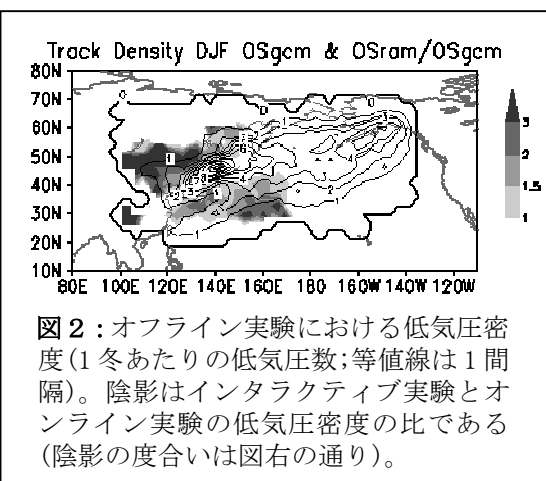 Track Density DJF OSgcm & OSram/OSgcm
80N
70N
60N
50N
40N
30N
20N
10N
3
2
1.5
1
80E 100E 120E 140E 160E 180 160W 140W 120W
図2：オフライン実験における低気圧密
度(1冬あたりの低気圧数;等値線は1間
隔)。陰影はインタラクティブ実験とオ
ンライン実験の低気圧密度の比である
(陰影の度合いは図右の通り)。